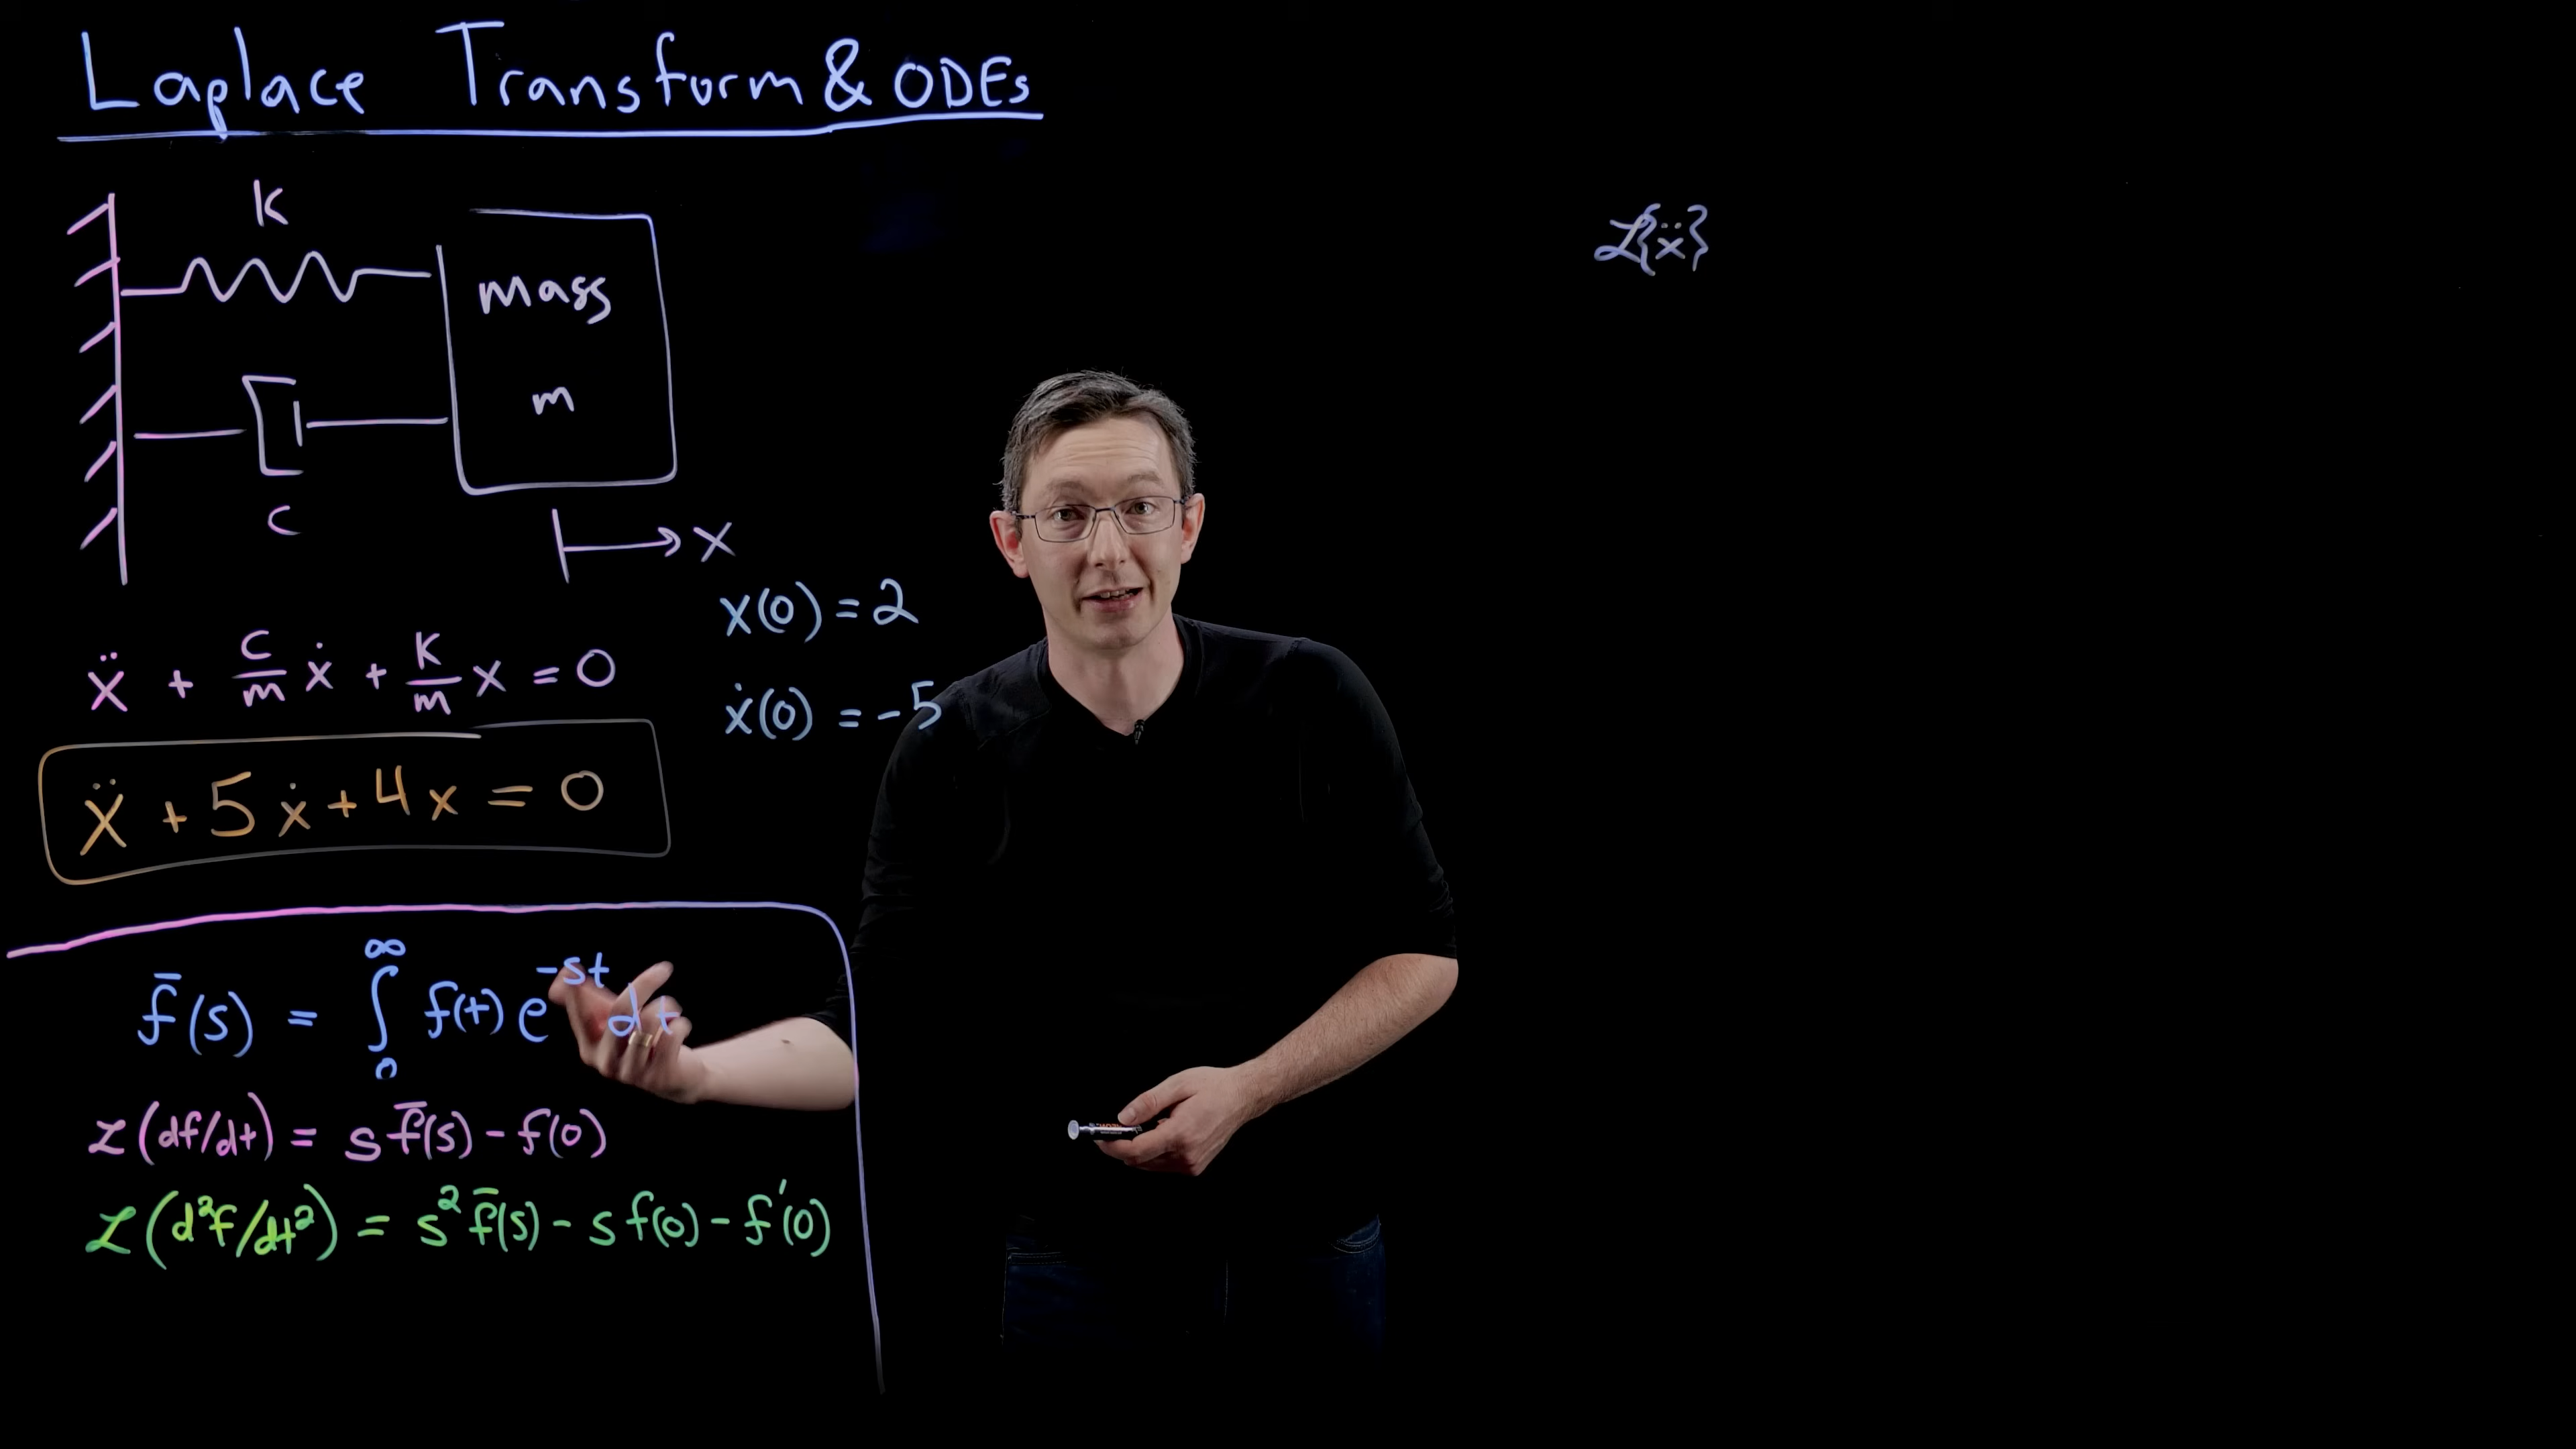 Laplace Transform & ODEs
k
mass
m
c
x
x(0) = 2
ẋ(0) = -5
ẍ + c/m ẋ + k/m x = 0
ẍ + 5ẋ + 4x = 0
f̄(s) = ∫₀^∞ f(t) e^{-st} dt
ℒ(df/dt) = s f̄(s) - f(0)
ℒ(d²f/dt²) = s² f̄(s) - s f(0) - f'(0)
ℒ{ẍ}